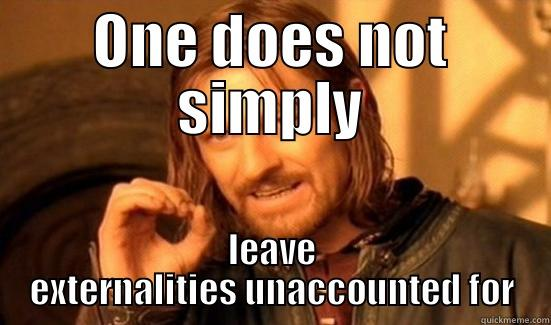 One does not
simply
leave
externalities unaccounted for
quickmeme.com